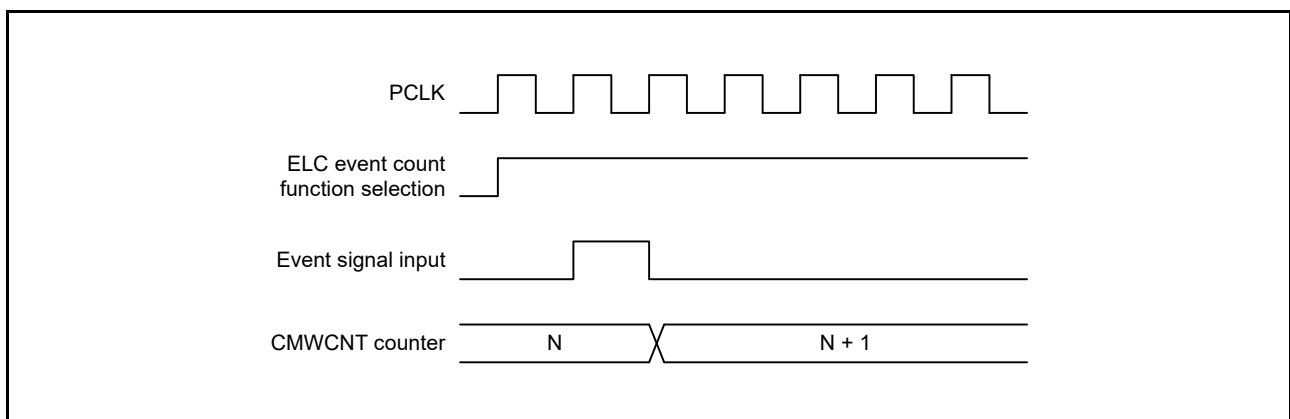 PCLK
ELC event count
function selection
Event signal input
CMWCNT counter
N
N + 1